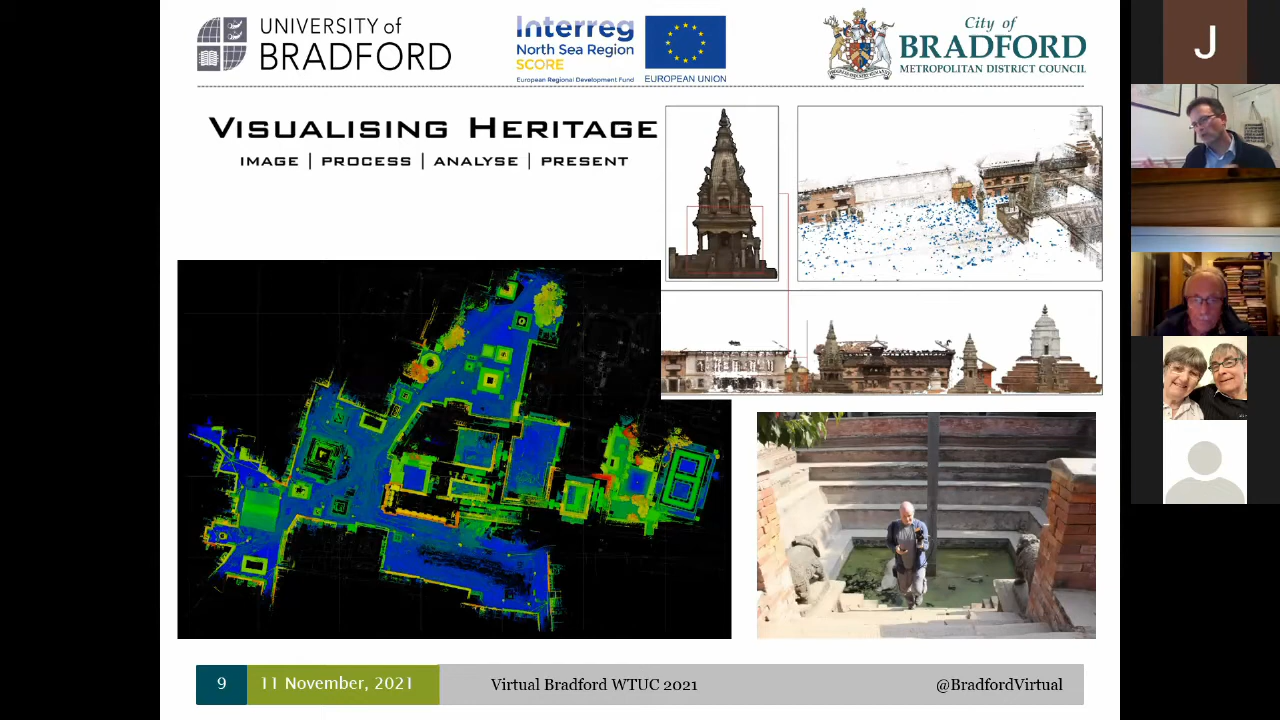 UNIVERSITY of
BRADFORD
Interreg
North Sea Region
SCORE
European Regional Development Fund
EUROPEAN UNION
City of
BRADFORD
METROPOLITAN DISTRICT COUNCIL
J
VISUALISING HERITAGE
IMAGE | PROCESS | ANALYSE | PRESENT
9
11 November, 2021
Virtual Bradford WTUC 2021
@BradfordVirtual